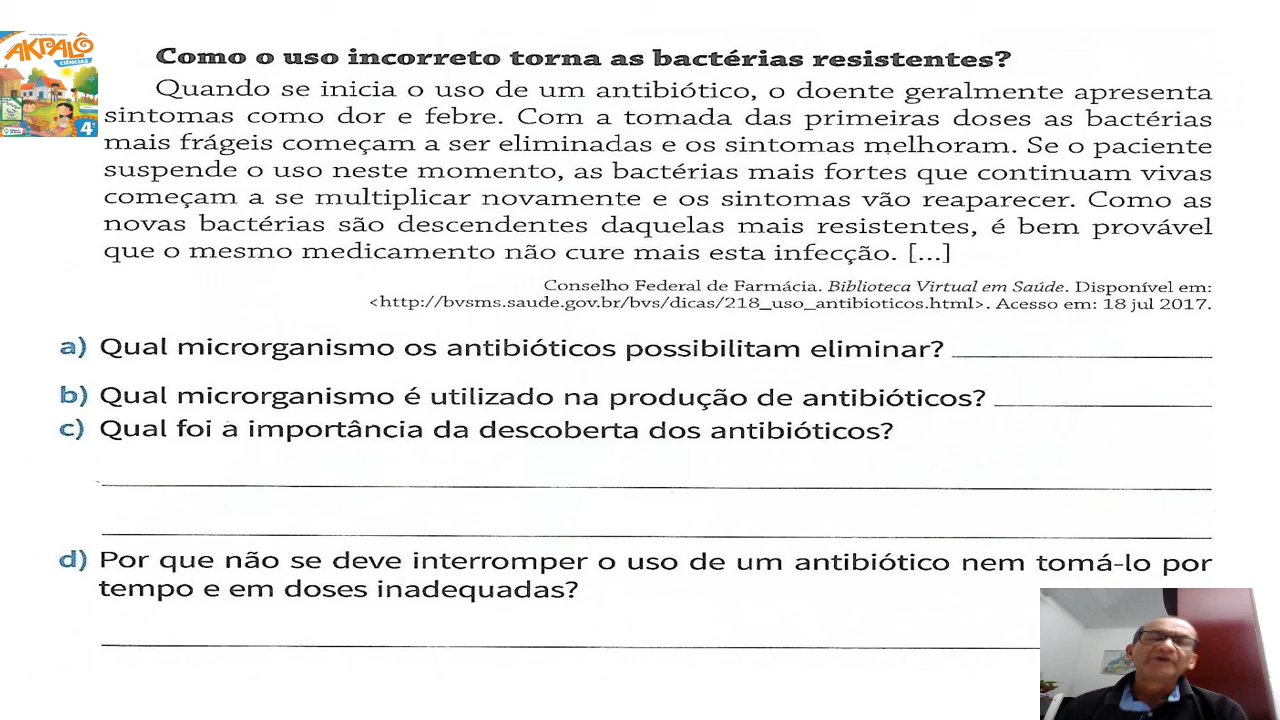 AKPALÔ
CIÊNCIAS
4
Como o uso incorreto torna as bactérias resistentes?
Quando se inicia o uso de um antibiótico, o doente geralmente apresenta
sintomas como dor e febre. Com a tomada das primeiras doses as bactérias
mais frágeis começam a ser eliminadas e os sintomas melhoram. Se o paciente
suspende o uso neste momento, as bactérias mais fortes que continuam vivas
começam a se multiplicar novamente e os sintomas vão reaparecer. Como as
novas bactérias são descendentes daquelas mais resistentes, é bem provável
que o mesmo medicamento não cure mais esta infecção. [...]
Conselho Federal de Farmácia. Biblioteca Virtual em Saúde. Disponível em:
<http://bvsms.saude.gov.br/bvs/dicas/218_uso_antibioticos.html>. Acesso em: 18 jul 2017.
a) Qual microrganismo os antibióticos possibilitam eliminar?
b) Qual microrganismo é utilizado na produção de antibióticos?
c) Qual foi a importância da descoberta dos antibióticos?
d) Por que não se deve interromper o uso de um antibiótico nem tomá-lo por
tempo e em doses inadequadas?